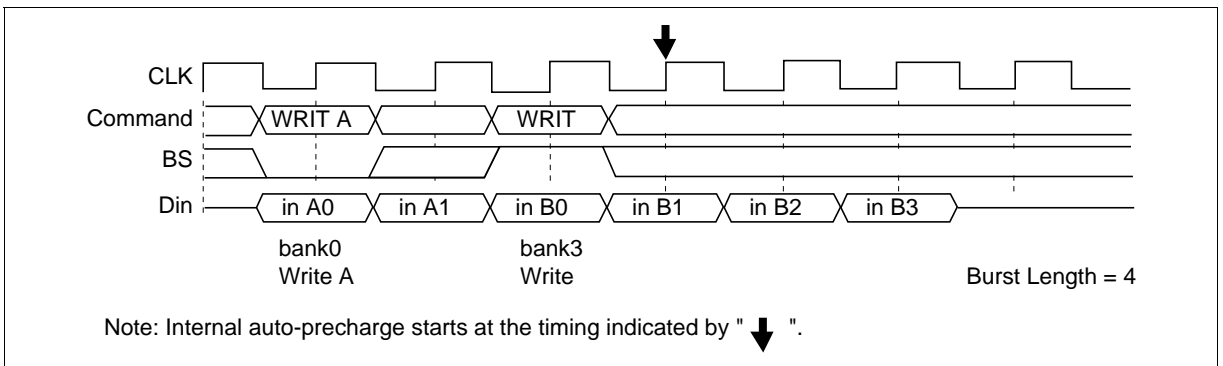 CLK
Command WRIT A WRIT
BS
Din in A0 in A1 in B0 in B1 in B2 in B3
bank0 bank3
Write A Write Burst Length = 4
Note: Internal auto-precharge starts at the timing indicated by " ".